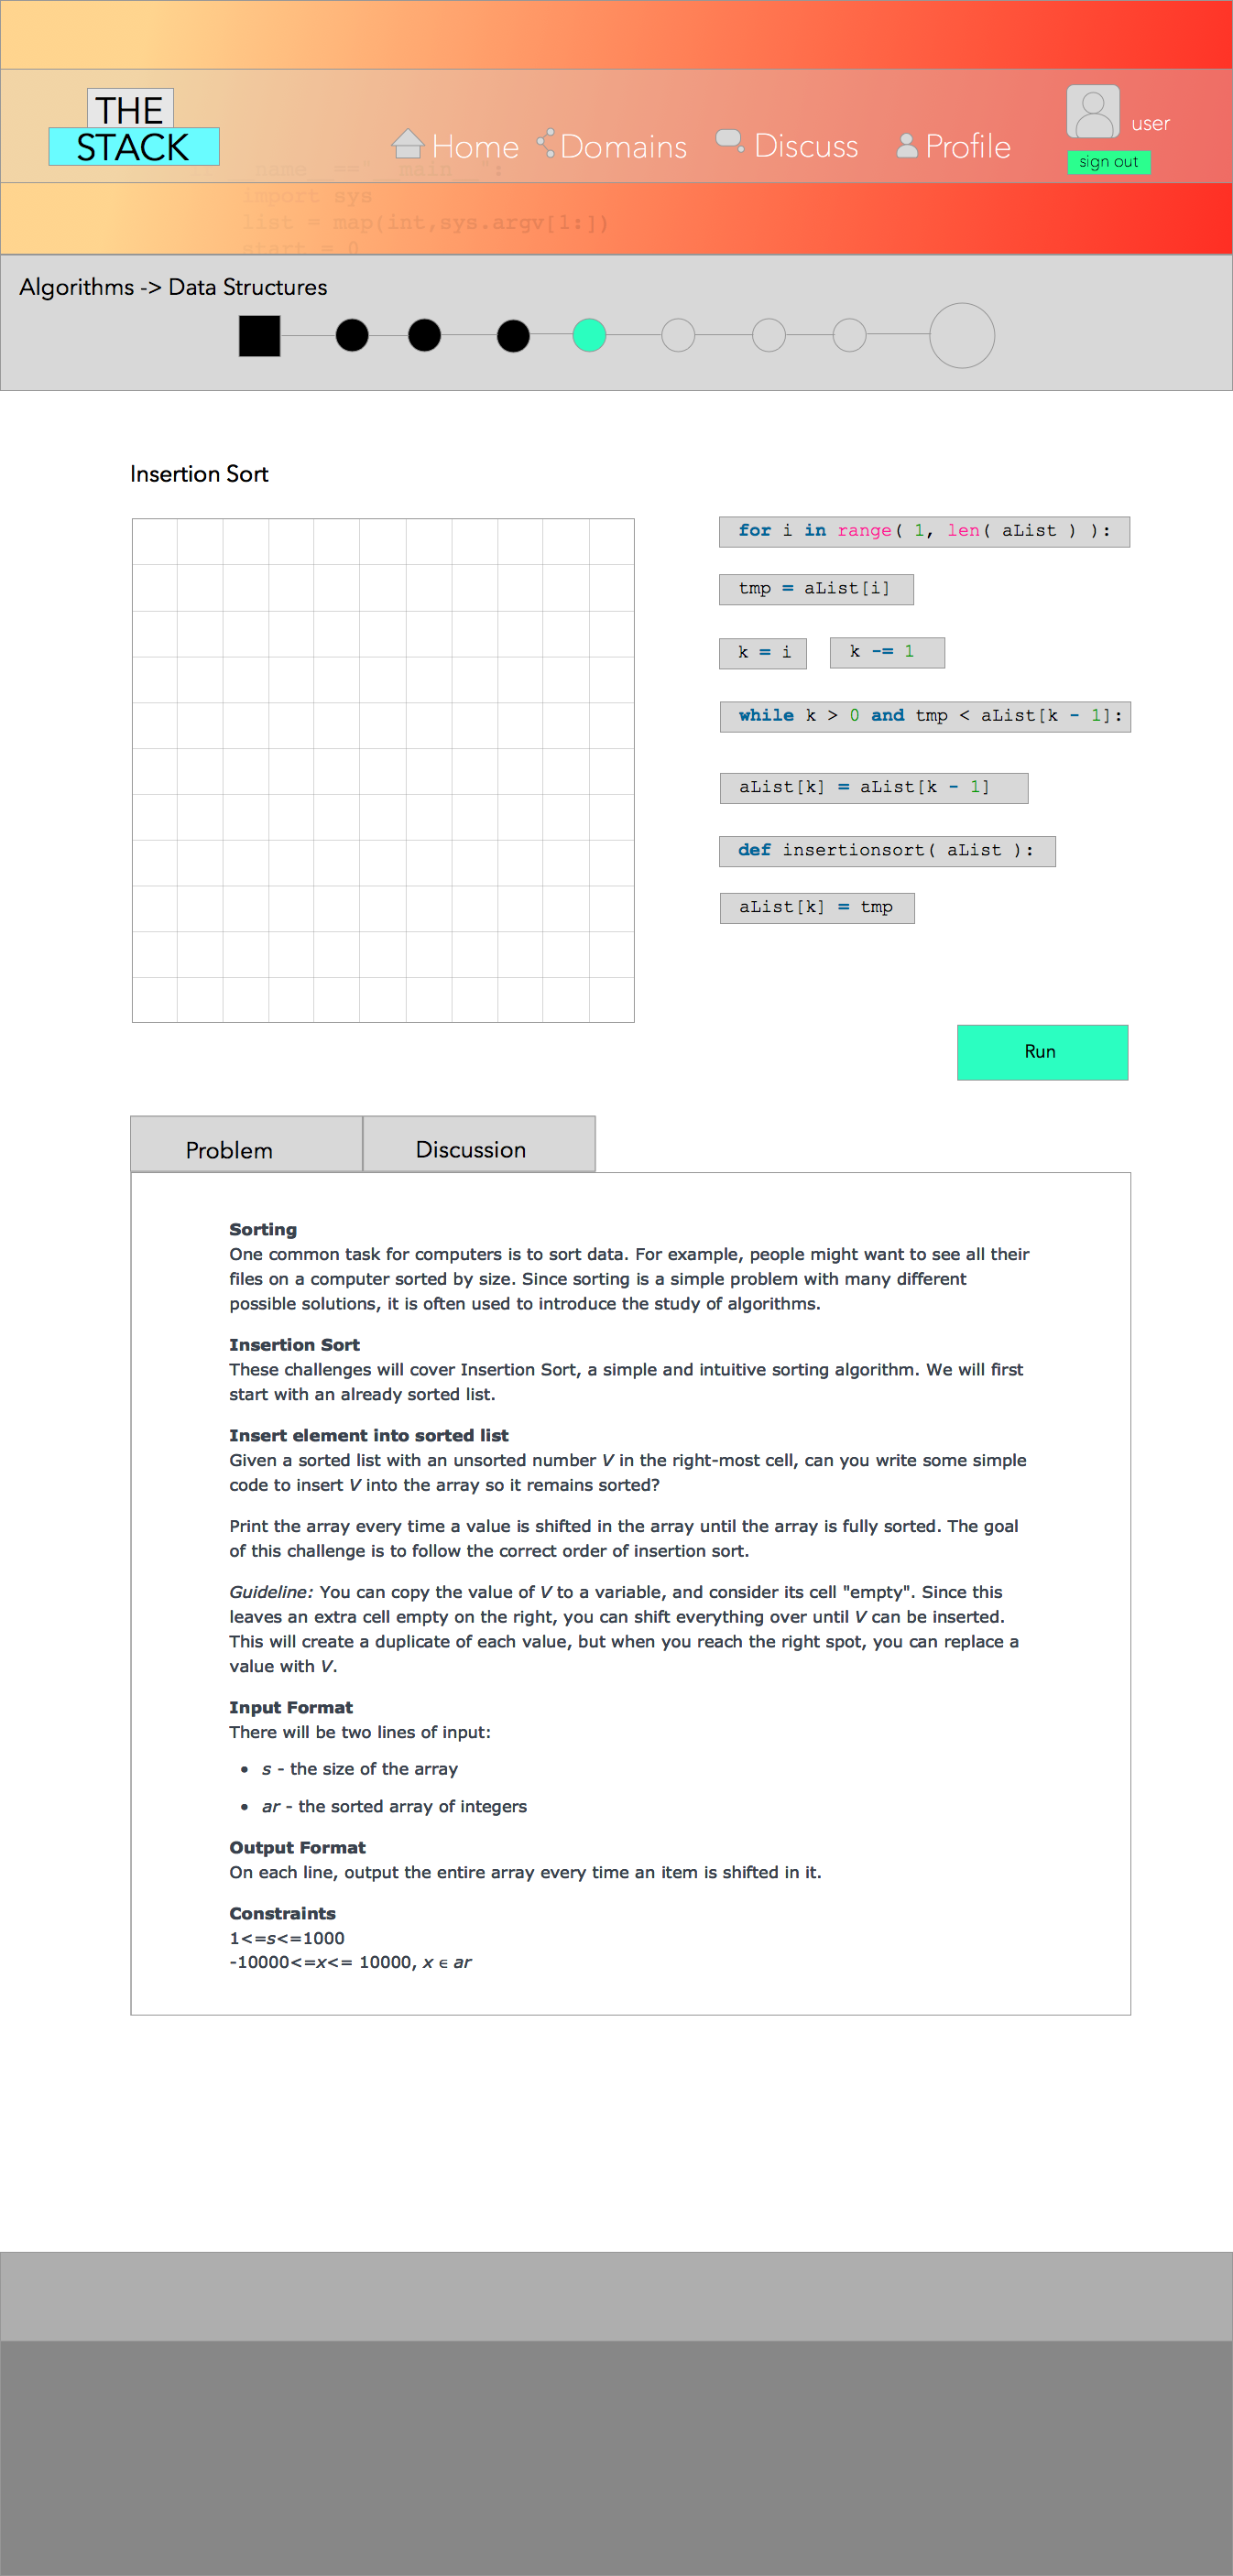 THE
STACK
Home
Domains
Discuss
Profile
user
sign out
name == "main ":
import sys
list = map(int,sys.argv[1:])
start = 0
Algorithms -> Data Structures
Insertion Sort
for i in range( 1, len( aList ) ):
tmp = aList[i]
k = i
k -= 1
while k > 0 and tmp < aList[k - 1]:
aList[k] = aList[k - 1]
def insertionsort( aList ):
aList[k] = tmp
Run
Problem
Discussion
Sorting
One common task for computers is to sort data. For example, people might want to see all their
files on a computer sorted by size. Since sorting is a simple problem with many different
possible solutions, it is often used to introduce the study of algorithms.
Insertion Sort
These challenges will cover Insertion Sort, a simple and intuitive sorting algorithm. We will first
start with an already sorted list.
Insert element into sorted list
Given a sorted list with an unsorted number V in the right-most cell, can you write some simple
code to insert V into the array so it remains sorted?
Print the array every time a value is shifted in the array until the array is fully sorted. The goal
of this challenge is to follow the correct order of insertion sort.
Guideline: You can copy the value of V to a variable, and consider its cell "empty". Since this
leaves an extra cell empty on the right, you can shift everything over until V can be inserted.
This will create a duplicate of each value, but when you reach the right spot, you can replace a
value with V.
Input Format
There will be two lines of input:
• s - the size of the array
• ar - the sorted array of integers
Output Format
On each line, output the entire array every time an item is shifted in it.
Constraints
1<=s<=1000
-10000<=x<= 10000, x ∈ ar